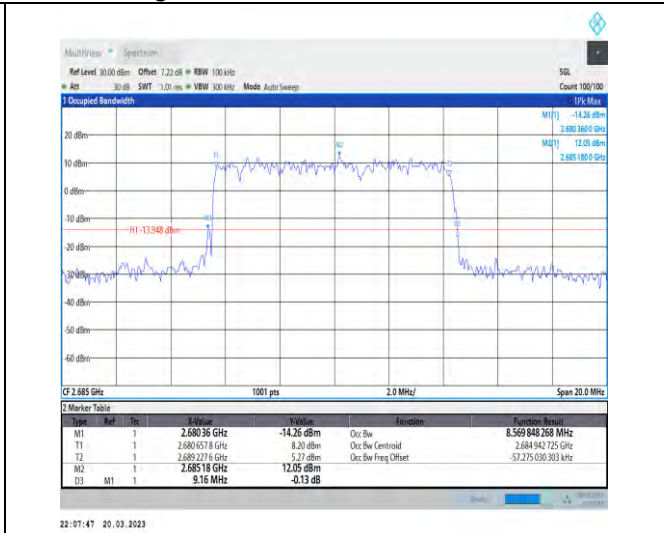 MultiView Spectrum
Ref Level 30.00 dBm Offset 7.22 dB RBW 100 kHz SGL
Att 30 dB SWT 1.01 ms VBW 300 kHz Mode Auto Sweep Count 100/100
1 Occupied Bandwidth 1Pk Max
M1[1] -14.26 dBm
2.680 360 0 GHz
M2[1] 12.05 dBm
2.685 180 0 GHz
20 dBm
M2
T1
T2
10 dBm
0 dBm
-10 dBm
H1 -13.948 dBm
-20 dBm
-30 dBm
-40 dBm
-50 dBm
-60 dBm
CF 2.685 GHz 1001 pts 2.0 MHz/ Span 20.0 MHz
2 Marker Table
Type Ref Trc X-Value Y-Value Function Function Result
M1 1 2.680 36 GHz -14.26 dBm Occ Bw 8.569 848 268 MHz
T1 1 2.680 657 8 GHz 8.20 dBm Occ Bw Centroid 2.684 942 725 GHz
T2 1 2.689 227 6 GHz 5.27 dBm Occ Bw Freq Offset -57.275 030 303 kHz
M2 1 2.685 18 GHz 12.05 dBm
D3 M1 1 9.16 MHz -0.13 dB
22:07:47 20.03.2023